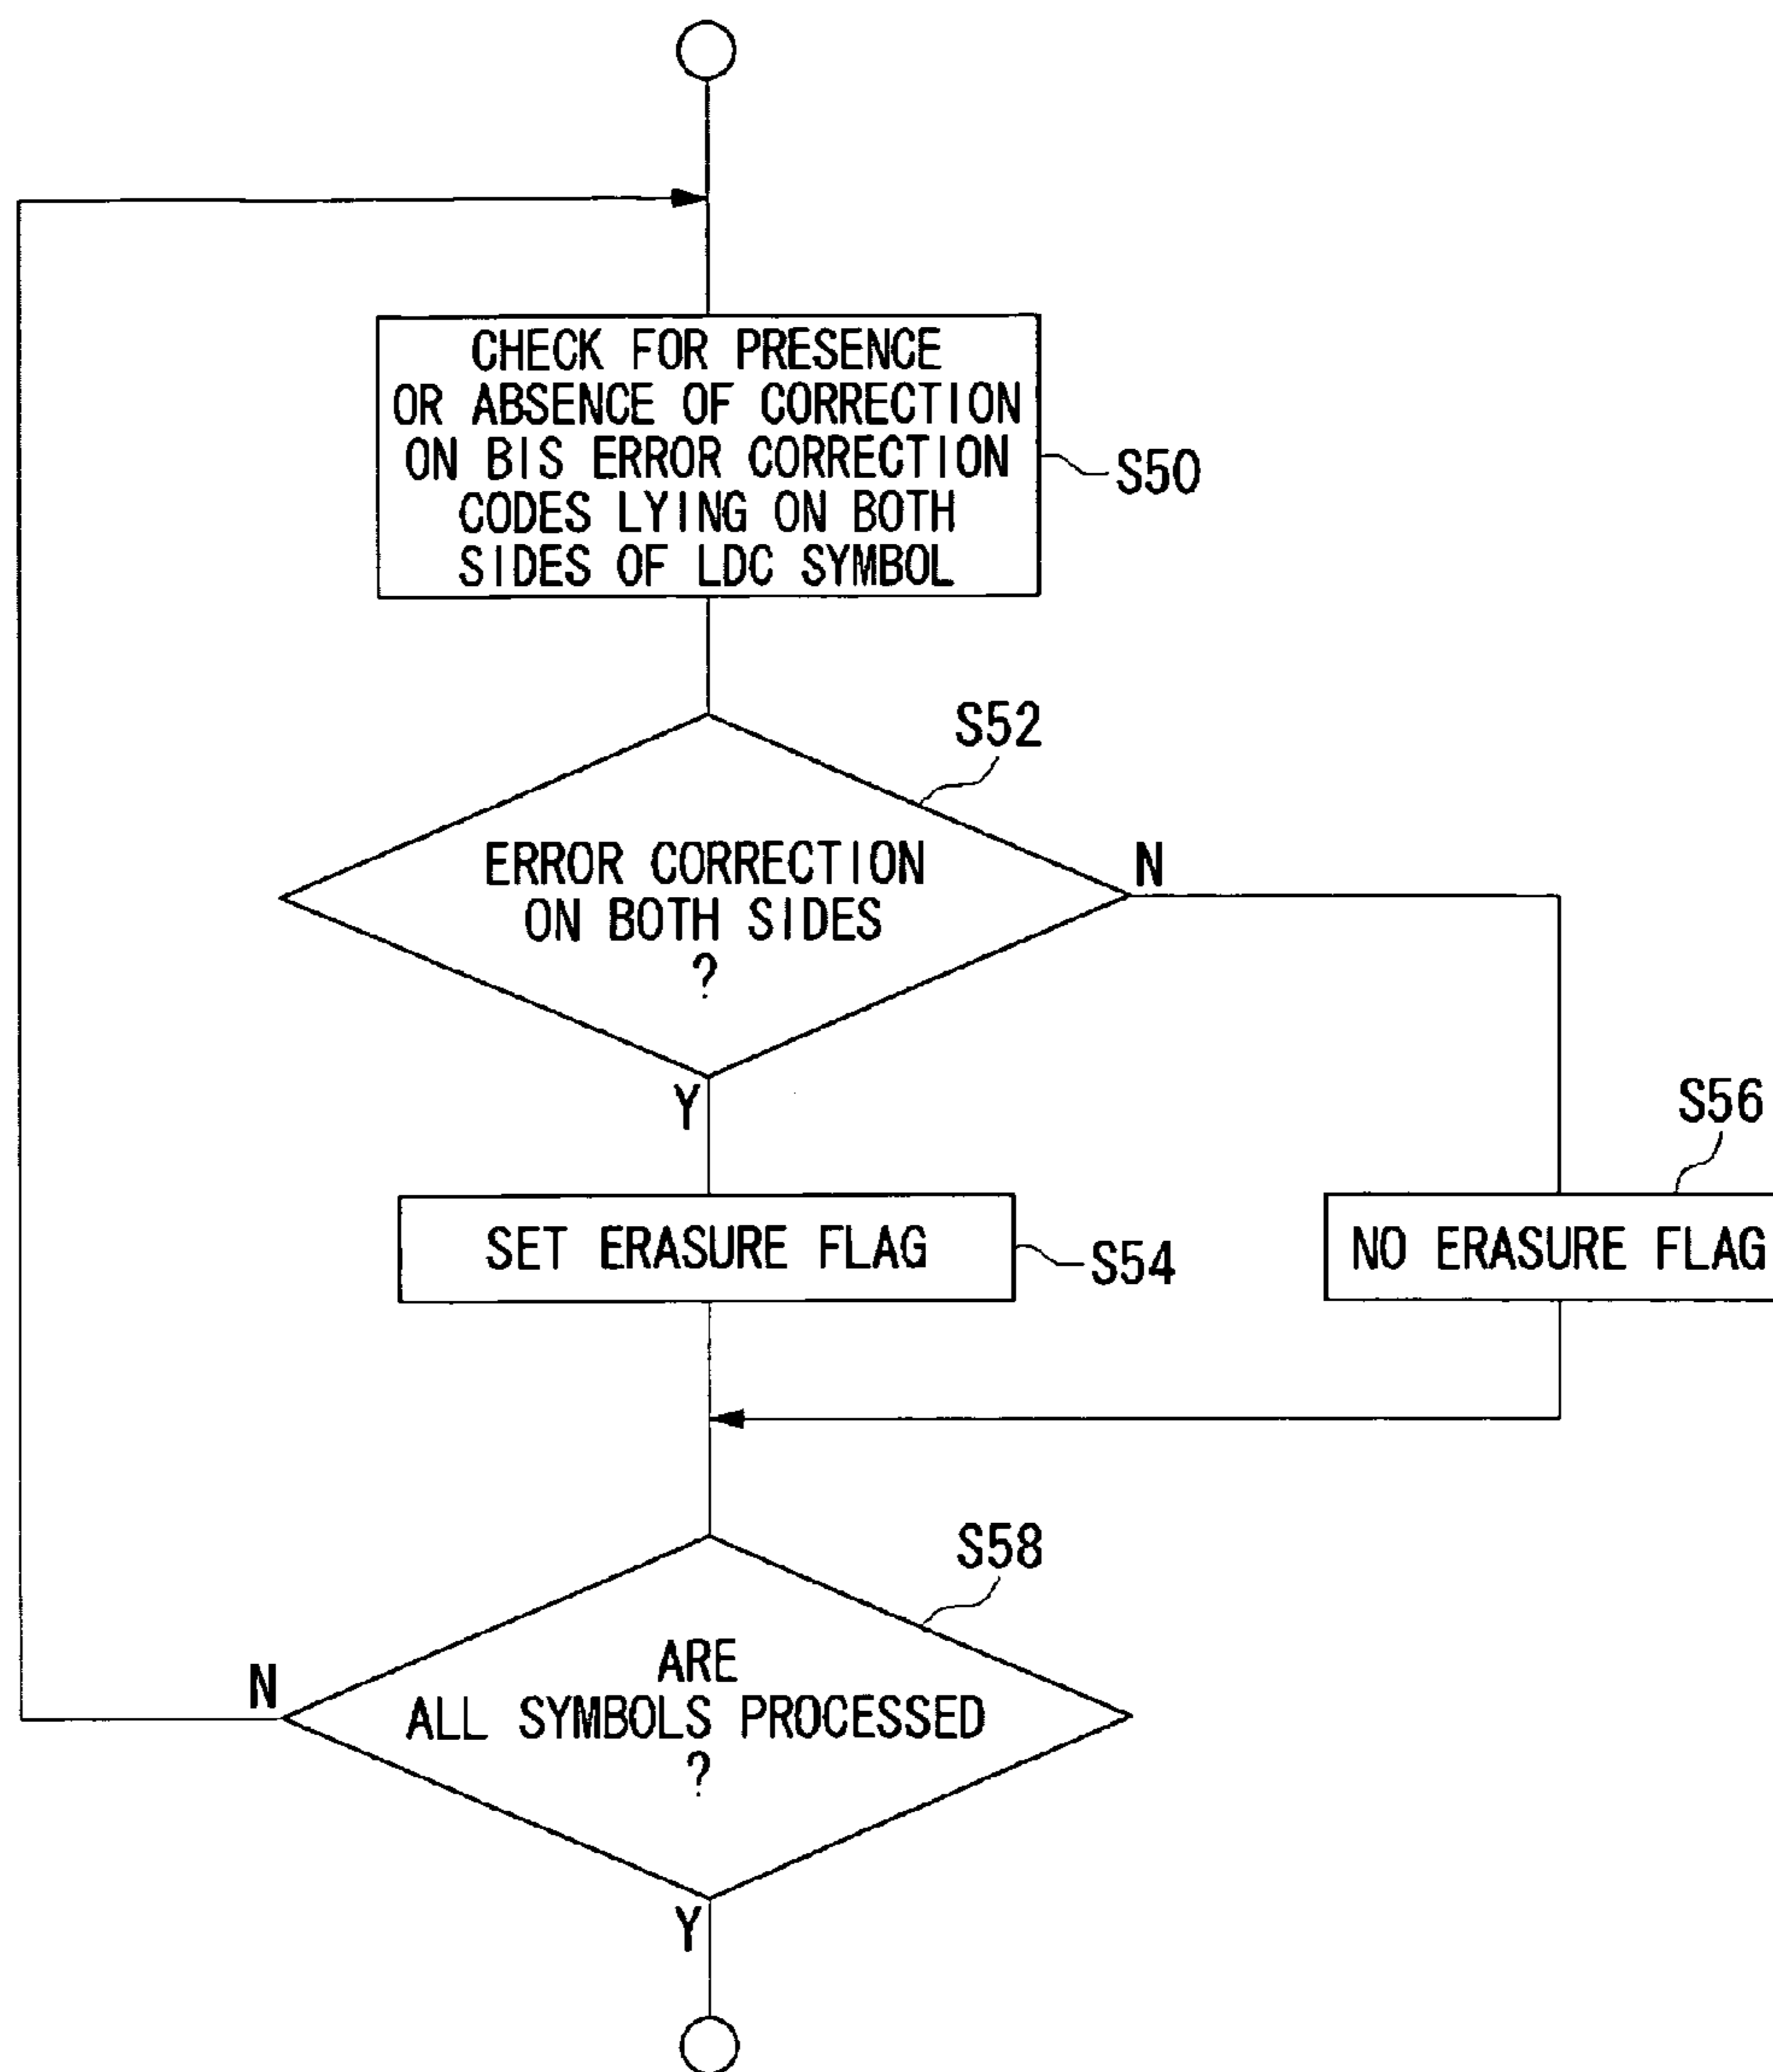 CHECK FOR PRESENCE
OR ABSENCE OF CORRECTION
ON BIS ERROR CORRECTION
CODES LYING ON BOTH
SIDES OF LDC SYMBOL
S50
S52
ERROR CORRECTION
ON BOTH SIDES
?
N
Y
S56
SET ERASURE FLAG
S54
NO ERASURE FLAG
S58
ARE
ALL SYMBOLS PROCESSED
?
N
Y